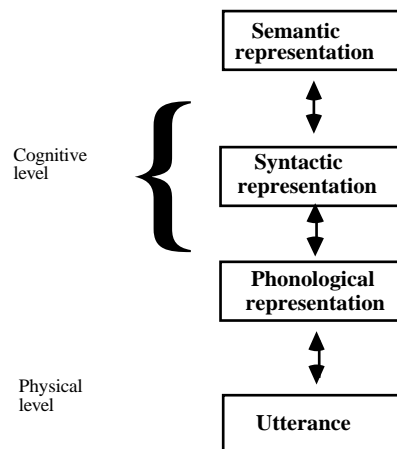 Semantic
representation
Cognitive
level
Syntactic
representation
Phonological
representation
Physical
level
Utterance